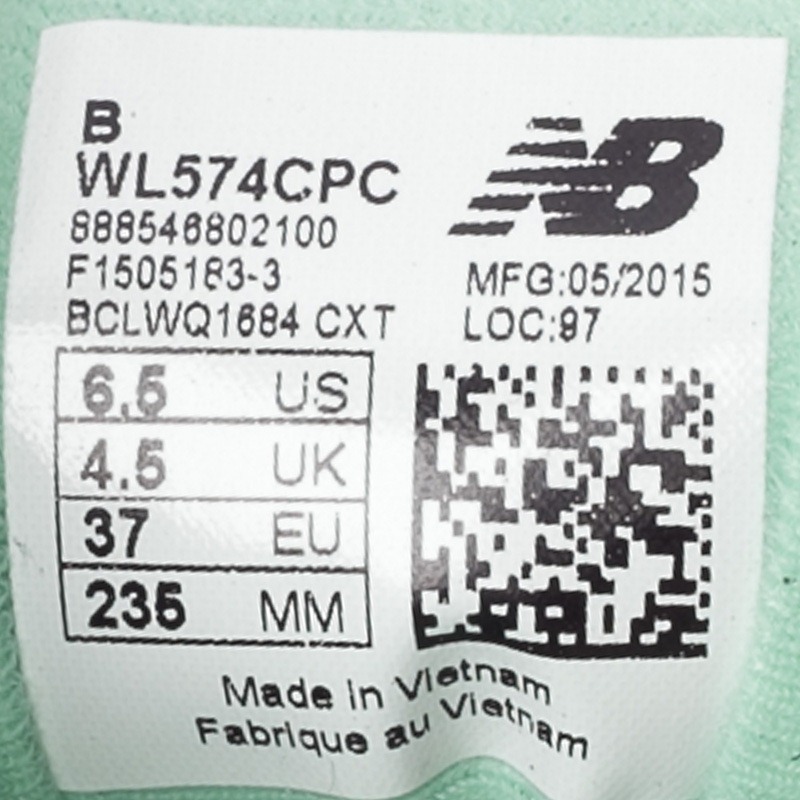 B
WL574CPC
NB
888546802100
F1505183-3
MFG:05/2015
BCLWQ1684 CXT
LOC:97
6.5 US
4.5 UK
37 EU
235 MM
Made in Vietnam
Fabrique au Vietnam